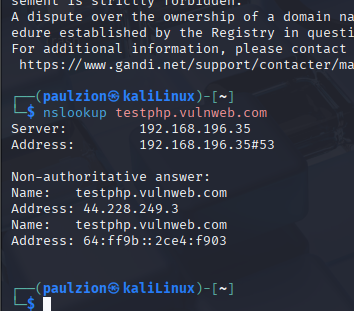 sement is strictly forbidden.
A dispute over the ownership of a domain na
edure established by the Registry in questi
For additional information, please contact
https://www.gandi.net/support/contacter/ma
┌──(paulzion㉿kaliLinux)-[~]
└─$ nslookup testphp.vulnweb.com
Server:         192.168.196.35
Address:        192.168.196.35#53
Non-authoritative answer:
Name:   testphp.vulnweb.com
Address: 44.228.249.3
Name:   testphp.vulnweb.com
Address: 64:ff9b::2ce4:f903
┌──(paulzion㉿kaliLinux)-[~]
└─$